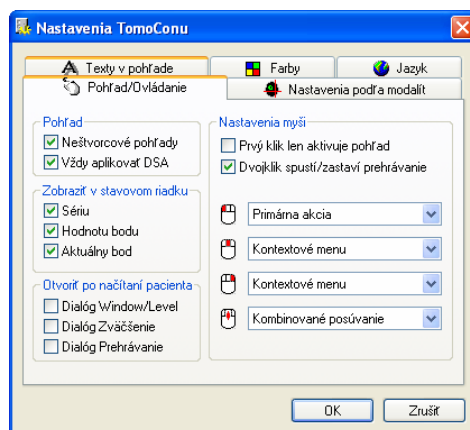 Nastavenia TomoConu
Texty v pohľade
Farby
Jazyk
Pohľad/Ovládanie
Nastavenia podľa modalít
Pohľad
Neštvorcové pohľady
Vždy aplikovať DSA
Zobraziť v stavovom riadku
Sériu
Hodnotu bodu
Aktuálny bod
Otvoriť po načítaní pacienta
Dialóg Window/Level
Dialóg Zväčšenie
Dialóg Prehrávanie
Nastavenia myši
Prvý klik len aktivuje pohľad
Dvojklik spustí/zastaví prehrávanie
Primárna akcia
Kontextové menu
Kontextové menu
Kombinované posúvanie
OK
Zrušiť